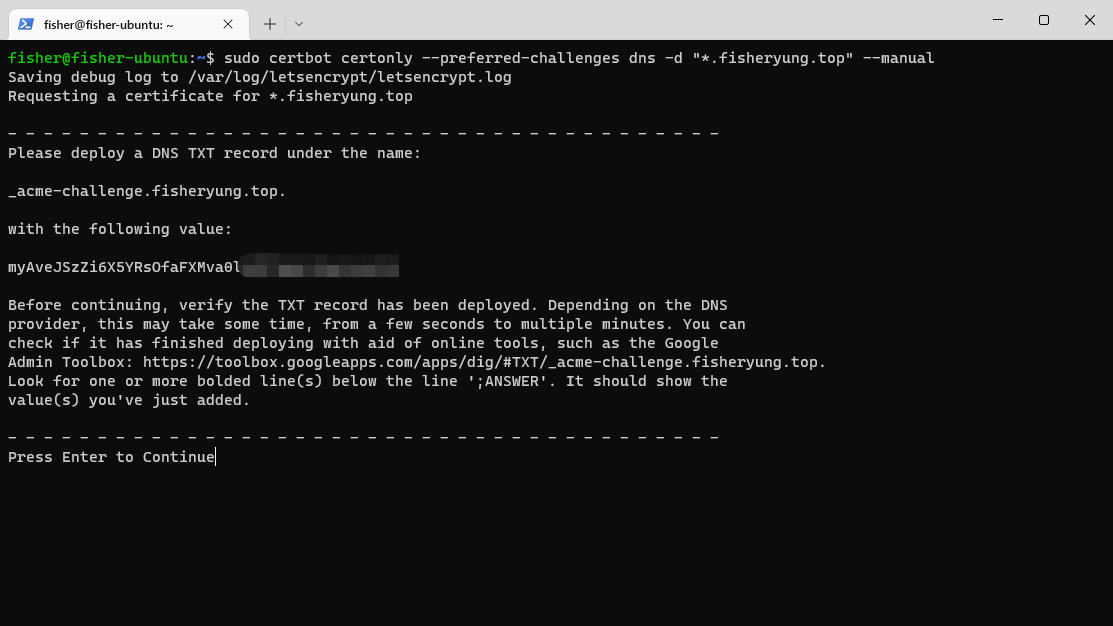 fisher@fisher-ubuntu: ~
fisher@fisher-ubuntu:~$ sudo certbot certonly --preferred-challenges dns -d "*.fisheryung.top" --manual
Saving debug log to /var/log/letsencrypt/letsencrypt.log
Requesting a certificate for *.fisheryung.top
- - - - - - - - - - - - - - - - - - - - - - - - - - - - - - - - - - - - - - - -
Please deploy a DNS TXT record under the name:
_acme-challenge.fisheryung.top.
with the following value:
myAveJSzZi6X5YRsOfaFXMva0l
Before continuing, verify the TXT record has been deployed. Depending on the DNS
provider, this may take some time, from a few seconds to multiple minutes. You can
check if it has finished deploying with aid of online tools, such as the Google
Admin Toolbox: https://toolbox.googleapps.com/apps/dig/#TXT/_acme-challenge.fisheryung.top.
Look for one or more bolded line(s) below the line ';ANSWER'. It should show the
value(s) you've just added.
- - - - - - - - - - - - - - - - - - - - - - - - - - - - - - - - - - - - - - - -
Press Enter to Continue